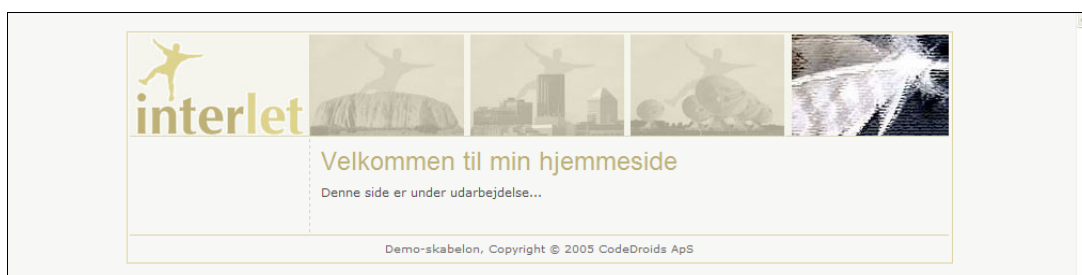 interlet
Velkommen til min hjemmeside
Denne side er under udarbejdelse...
Demo-skabelon, Copyright © 2005 CodeDroids ApS